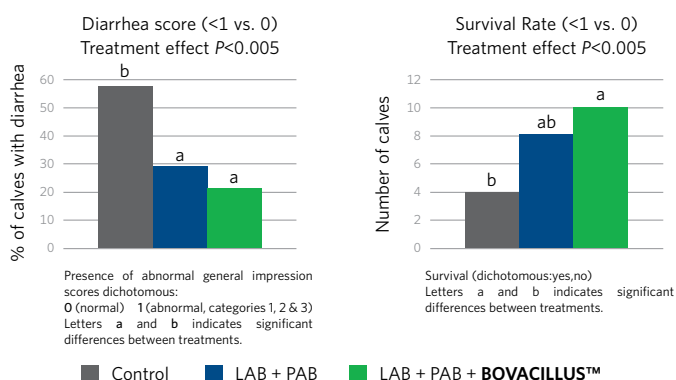 Diarrhea score (<1 vs. 0)
Treatment effect P<0.005
% of calves with diarrhea
60
50
40
30
20
10
0
b
a
a
Presence of abnormal general impression
scores dichotomous:
0 (normal) 1 (abnormal, categories 1, 2 & 3)
Letters a and b indicates significant
differences between treatments.
Survival Rate (<1 vs. 0)
Treatment effect P<0.005
Number of calves
12
10
8
6
4
2
0
b
ab
a
Survival (dichotomous:yes,no)
Letters a and b indicates significant
differences between treatments.
Control LAB + PAB LAB + PAB + BOVACILLUS™